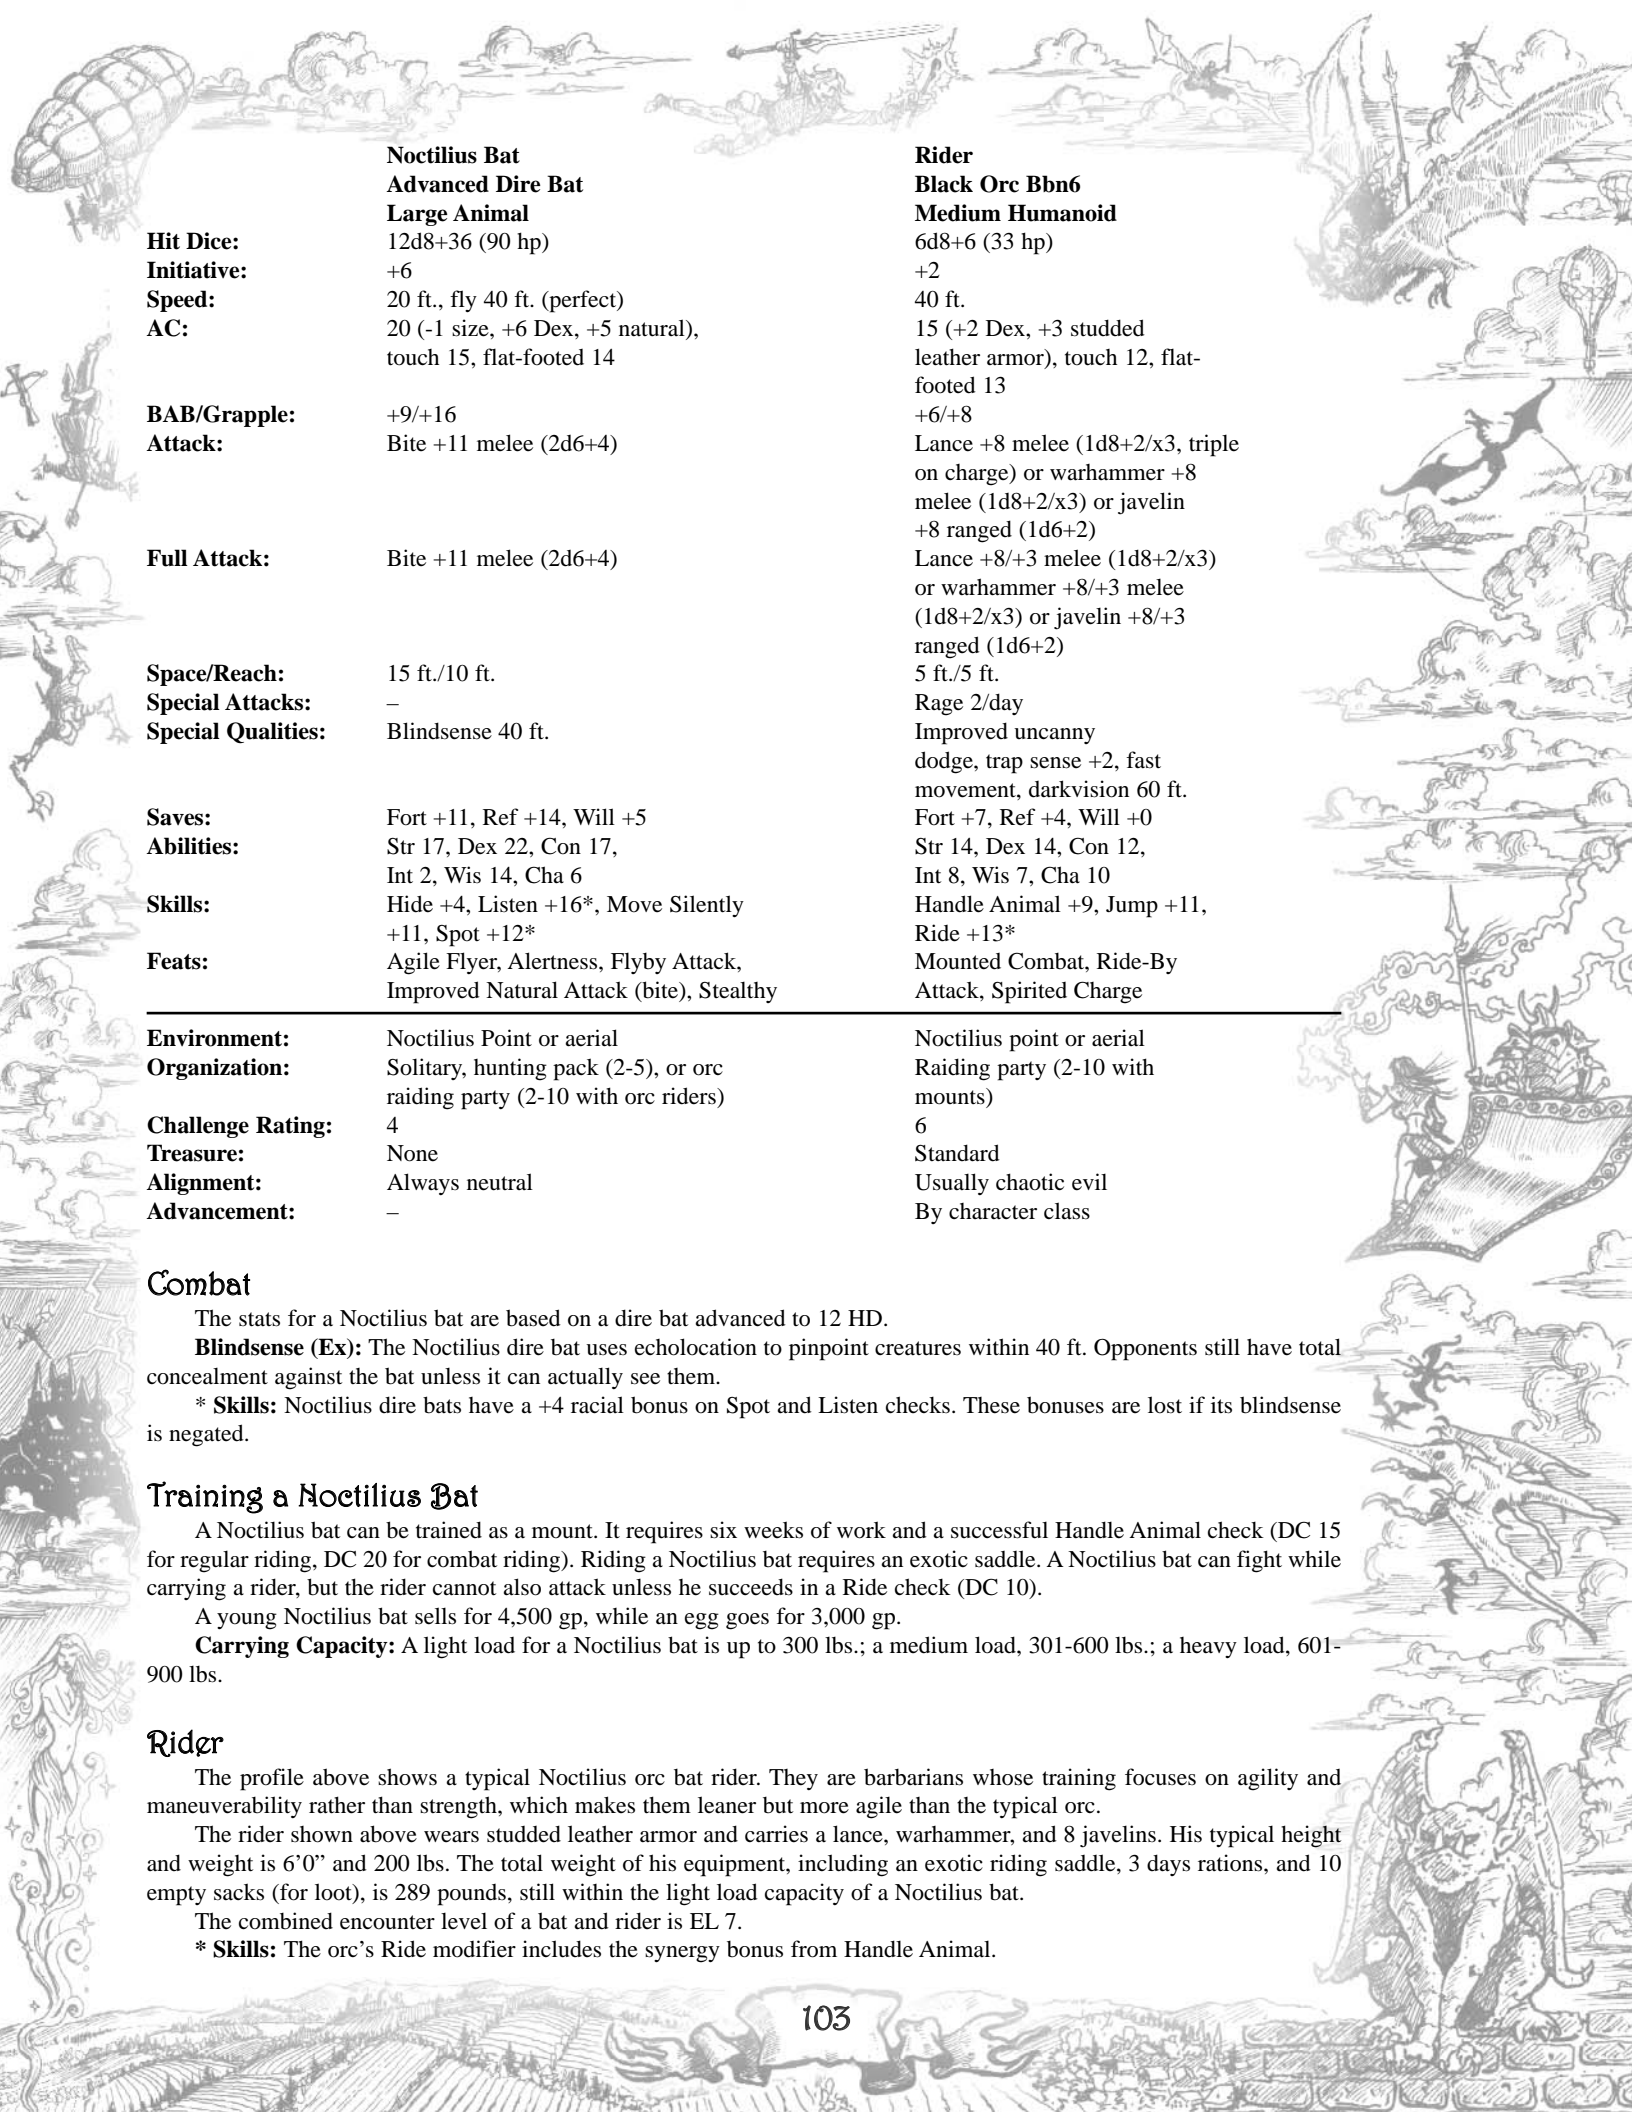 Noctilius Bat Rider
Advanced Dire Bat Black Orc Bbn6
Large Animal Medium Humanoid
Hit Dice: 12d8+36 (90 hp) 6d8+6 (33 hp)
Initiative: +6 +2
Speed: 20 ft., fly 40 ft. (perfect) 40 ft.
AC: 20 (-1 size, +6 Dex, +5 natural), 15 (+2 Dex, +3 studded
touch 15, flat-footed 14 leather armor), touch 12, flat-
footed 13
BAB/Grapple: +9/+16 +6/+8
Attack: Bite +11 melee (2d6+4) Lance +8 melee (1d8+2/x3, triple
on charge) or warhammer +8
melee (1d8+2/x3) or javelin
+8 ranged (1d6+2)
Full Attack: Bite +11 melee (2d6+4) Lance +8/+3 melee (1d8+2/x3)
or warhammer +8/+3 melee
(1d8+2/x3) or javelin +8/+3
ranged (1d6+2)
Space/Reach: 15 ft./10 ft. 5 ft./5 ft.
Special Attacks: – Rage 2/day
Special Qualities: Blindsense 40 ft. Improved uncanny
dodge, trap sense +2, fast
movement, darkvision 60 ft.
Saves: Fort +11, Ref +14, Will +5 Fort +7, Ref +4, Will +0
Abilities: Str 17, Dex 22, Con 17, Str 14, Dex 14, Con 12,
Int 2, Wis 14, Cha 6 Int 8, Wis 7, Cha 10
Skills: Hide +4, Listen +16*, Move Silently Handle Animal +9, Jump +11,
+11, Spot +12* Ride +13*
Feats: Agile Flyer, Alertness, Flyby Attack, Mounted Combat, Ride-By
Improved Natural Attack (bite), Stealthy Attack, Spirited Charge
Environment: Noctilius Point or aerial Noctilius point or aerial
Organization: Solitary, hunting pack (2-5), or orc Raiding party (2-10 with
raiding party (2-10 with orc riders) mounts)
Challenge Rating: 4 6
Treasure: None Standard
Alignment: Always neutral Usually chaotic evil
Advancement: – By character class
Combat
The stats for a Noctilius bat are based on a dire bat advanced to 12 HD.
Blindsense (Ex): The Noctilius dire bat uses echolocation to pinpoint creatures within 40 ft. Opponents still have total
concealment against the bat unless it can actually see them.
* Skills: Noctilius dire bats have a +4 racial bonus on Spot and Listen checks. These bonuses are lost if its blindsense
is negated.
Training a Noctilius Bat
A Noctilius bat can be trained as a mount. It requires six weeks of work and a successful Handle Animal check (DC 15
for regular riding, DC 20 for combat riding). Riding a Noctilius bat requires an exotic saddle. A Noctilius bat can fight while
carrying a rider, but the rider cannot also attack unless he succeeds in a Ride check (DC 10).
A young Noctilius bat sells for 4,500 gp, while an egg goes for 3,000 gp.
Carrying Capacity: A light load for a Noctilius bat is up to 300 lbs.; a medium load, 301-600 lbs.; a heavy load, 601-
900 lbs.
Rider
The profile above shows a typical Noctilius orc bat rider. They are barbarians whose training focuses on agility and
maneuverability rather than strength, which makes them leaner but more agile than the typical orc.
The rider shown above wears studded leather armor and carries a lance, warhammer, and 8 javelins. His typical height
and weight is 6’0” and 200 lbs. The total weight of his equipment, including an exotic riding saddle, 3 days rations, and 10
empty sacks (for loot), is 289 pounds, still within the light load capacity of a Noctilius bat.
The combined encounter level of a bat and rider is EL 7.
* Skills: The orc’s Ride modifier includes the synergy bonus from Handle Animal.
103